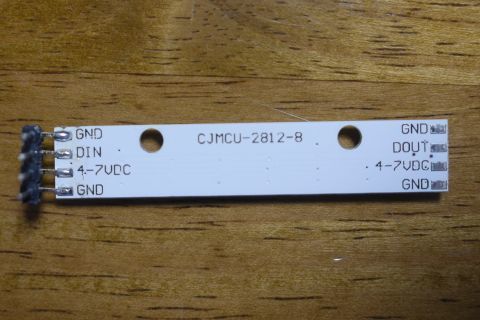 GND
DIN
4-7VDC
GND
CJMCU-2812-8
GND
DOUT
4-7VDC
GND